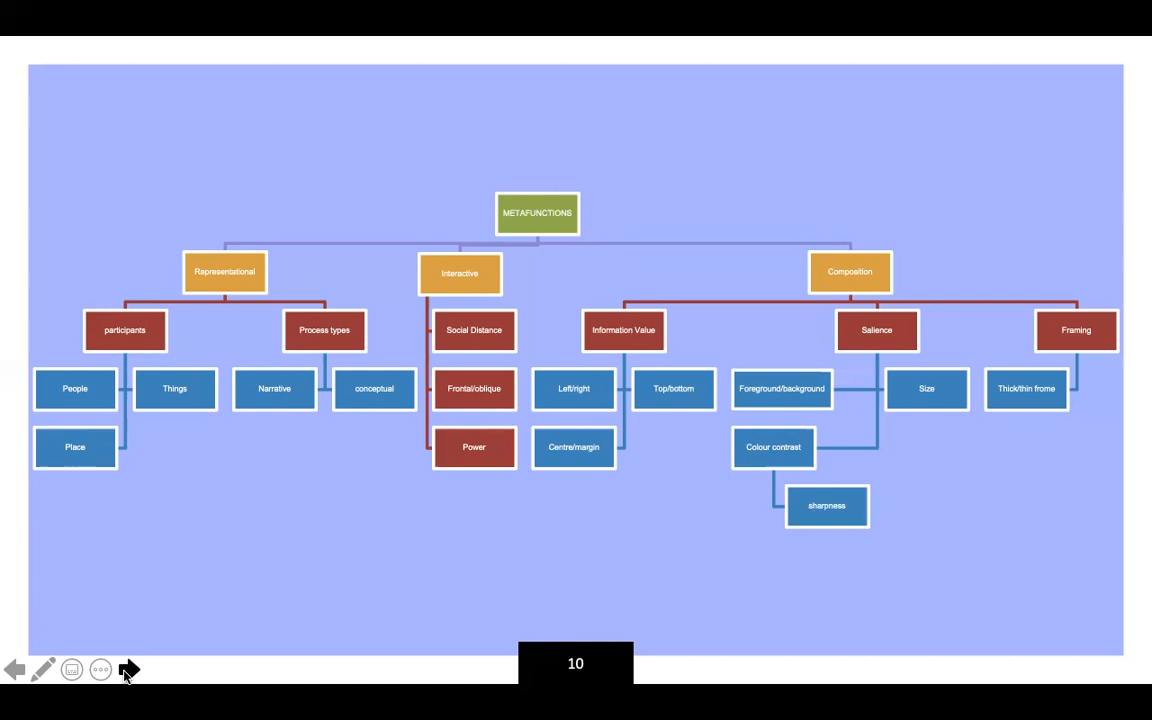 METAFUNCTIONS
Representational
Interactive
Composition
participants
Process types
Social Distance
Information Value
Salience
Framing
People
Things
Narrative
conceptual
Frontal/oblique
Left/right
Top/bottom
Foreground/background
Size
Thick/thin frome
Place
Power
Centre/margin
Colour contrast
sharpness
10